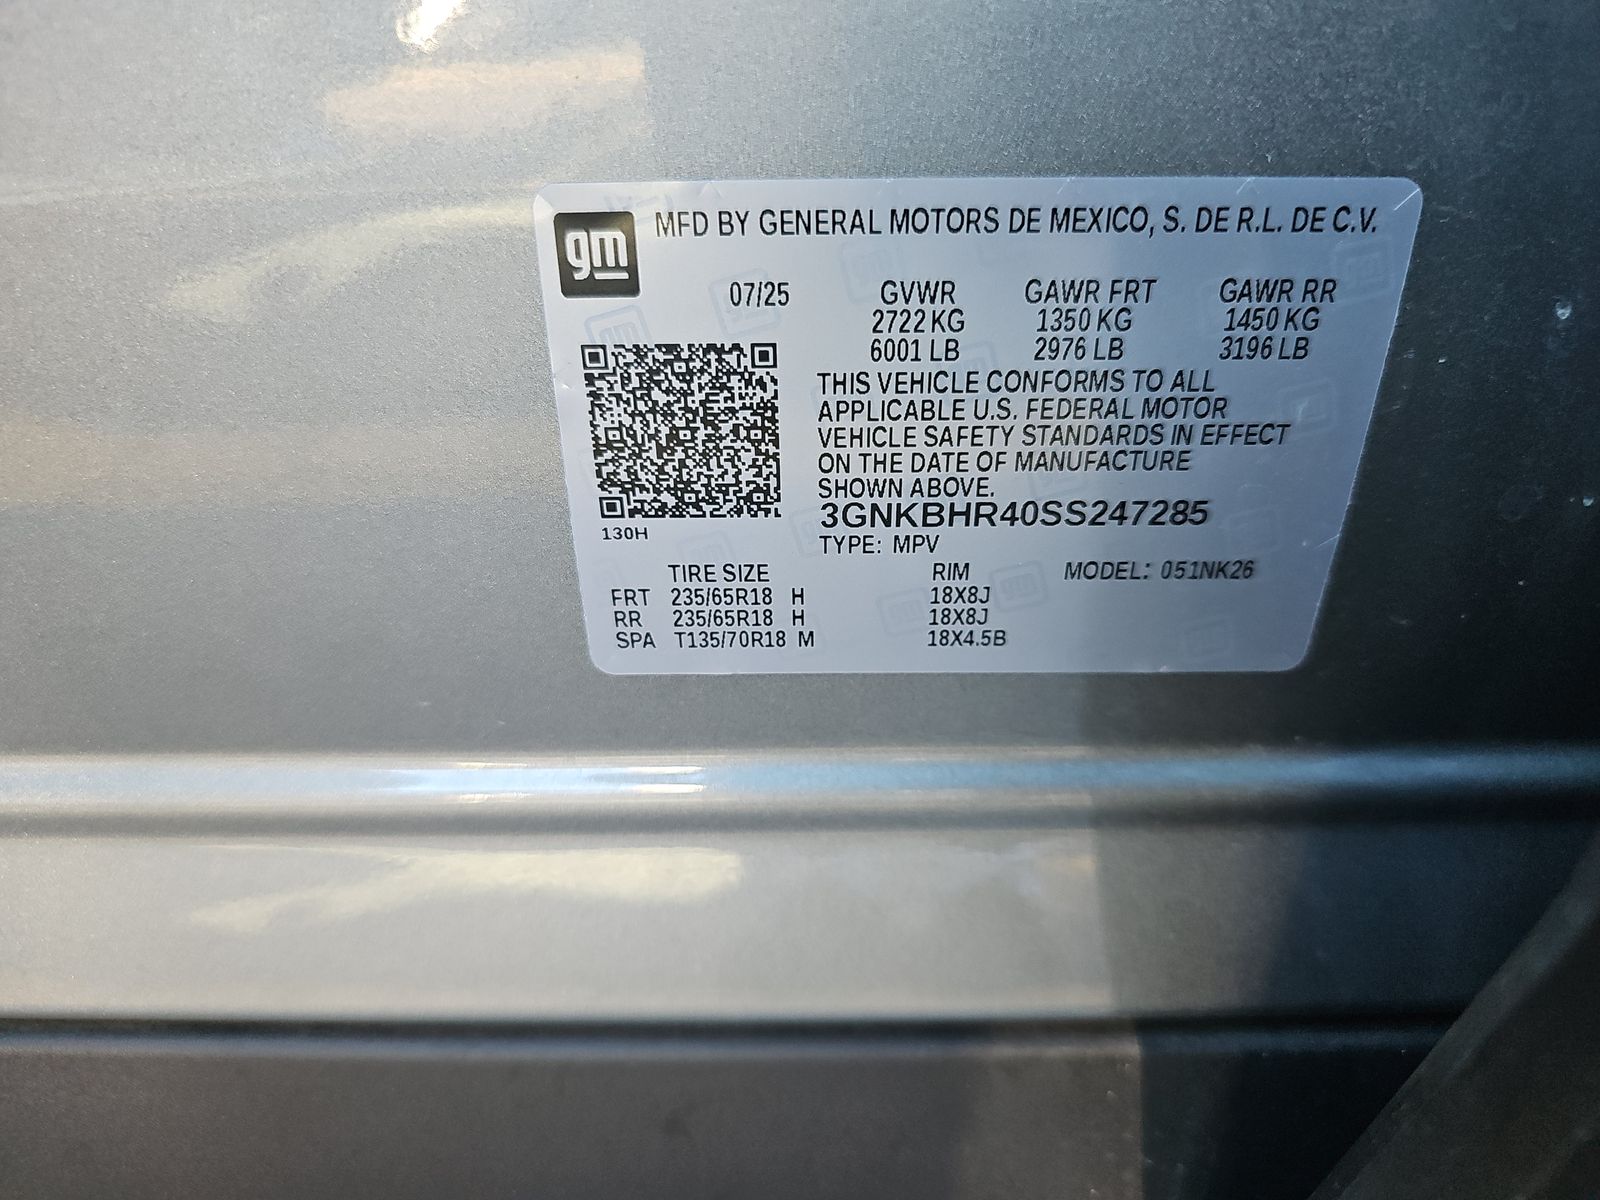 gm MFD BY GENERAL MOTORS DE MEXICO, S. DE R.L. DE C.V.
07/25 GVWR GAWR FRT GAWR RR
2722 KG 1350 KG 1450 KG
6001 LB 2976 LB 3196 LB
THIS VEHICLE CONFORMS TO ALL
APPLICABLE U.S. FEDERAL MOTOR
VEHICLE SAFETY STANDARDS IN EFFECT
ON THE DATE OF MANUFACTURE
SHOWN ABOVE.
3GNKBHR40SS247285
130H
TYPE: MPV
TIRE SIZE RIM MODEL: 051NK26
FRT 235/65R18 H 18X8J
RR 235/65R18 H 18X8J
SPA T135/70R18 M 18X4.5B